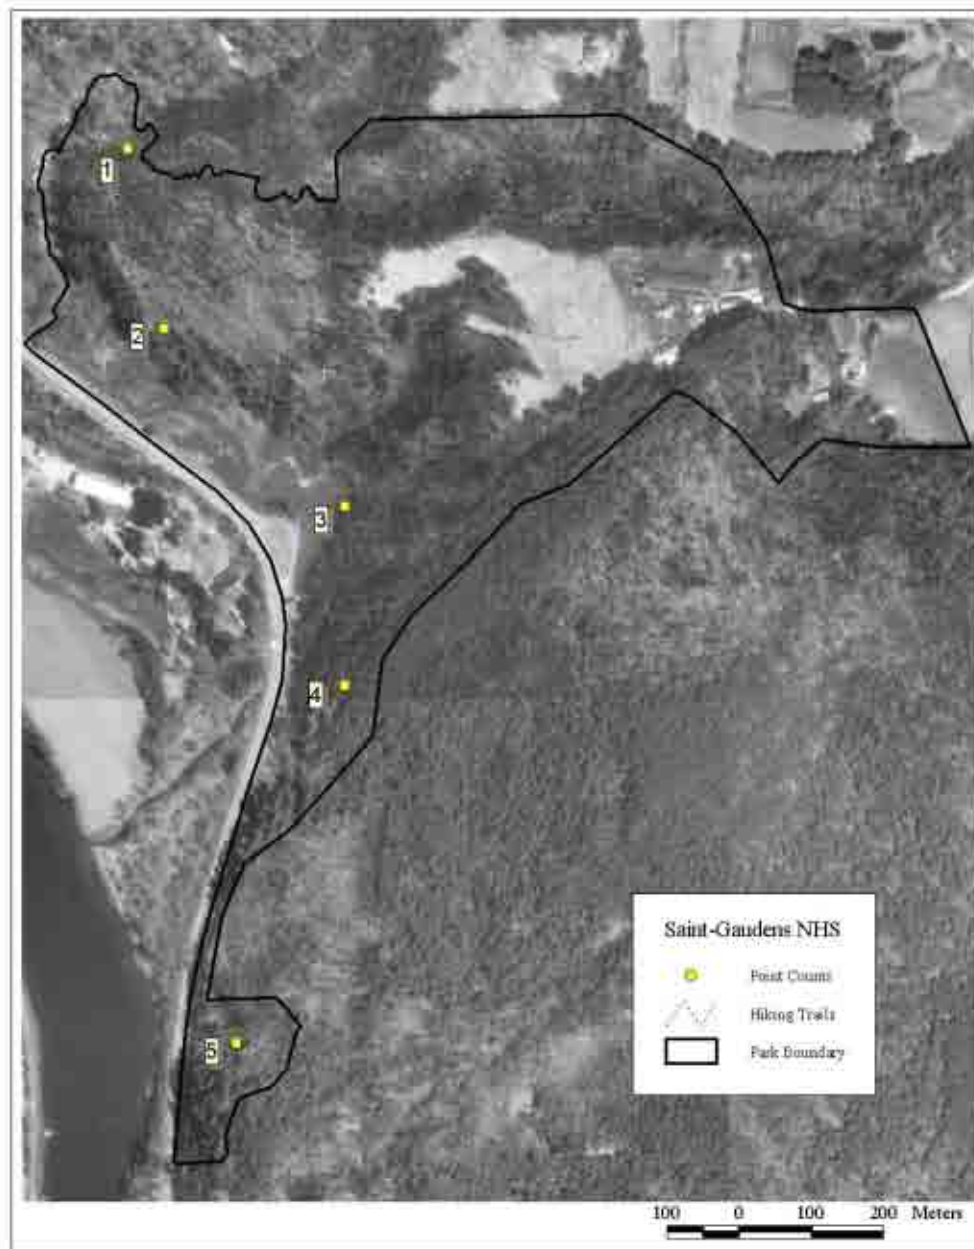 1
2
3
4
5
Saint-Gaudens NHS
Point Counts
Hiking Trails
Park Boundary
100 0 100 200 Meters